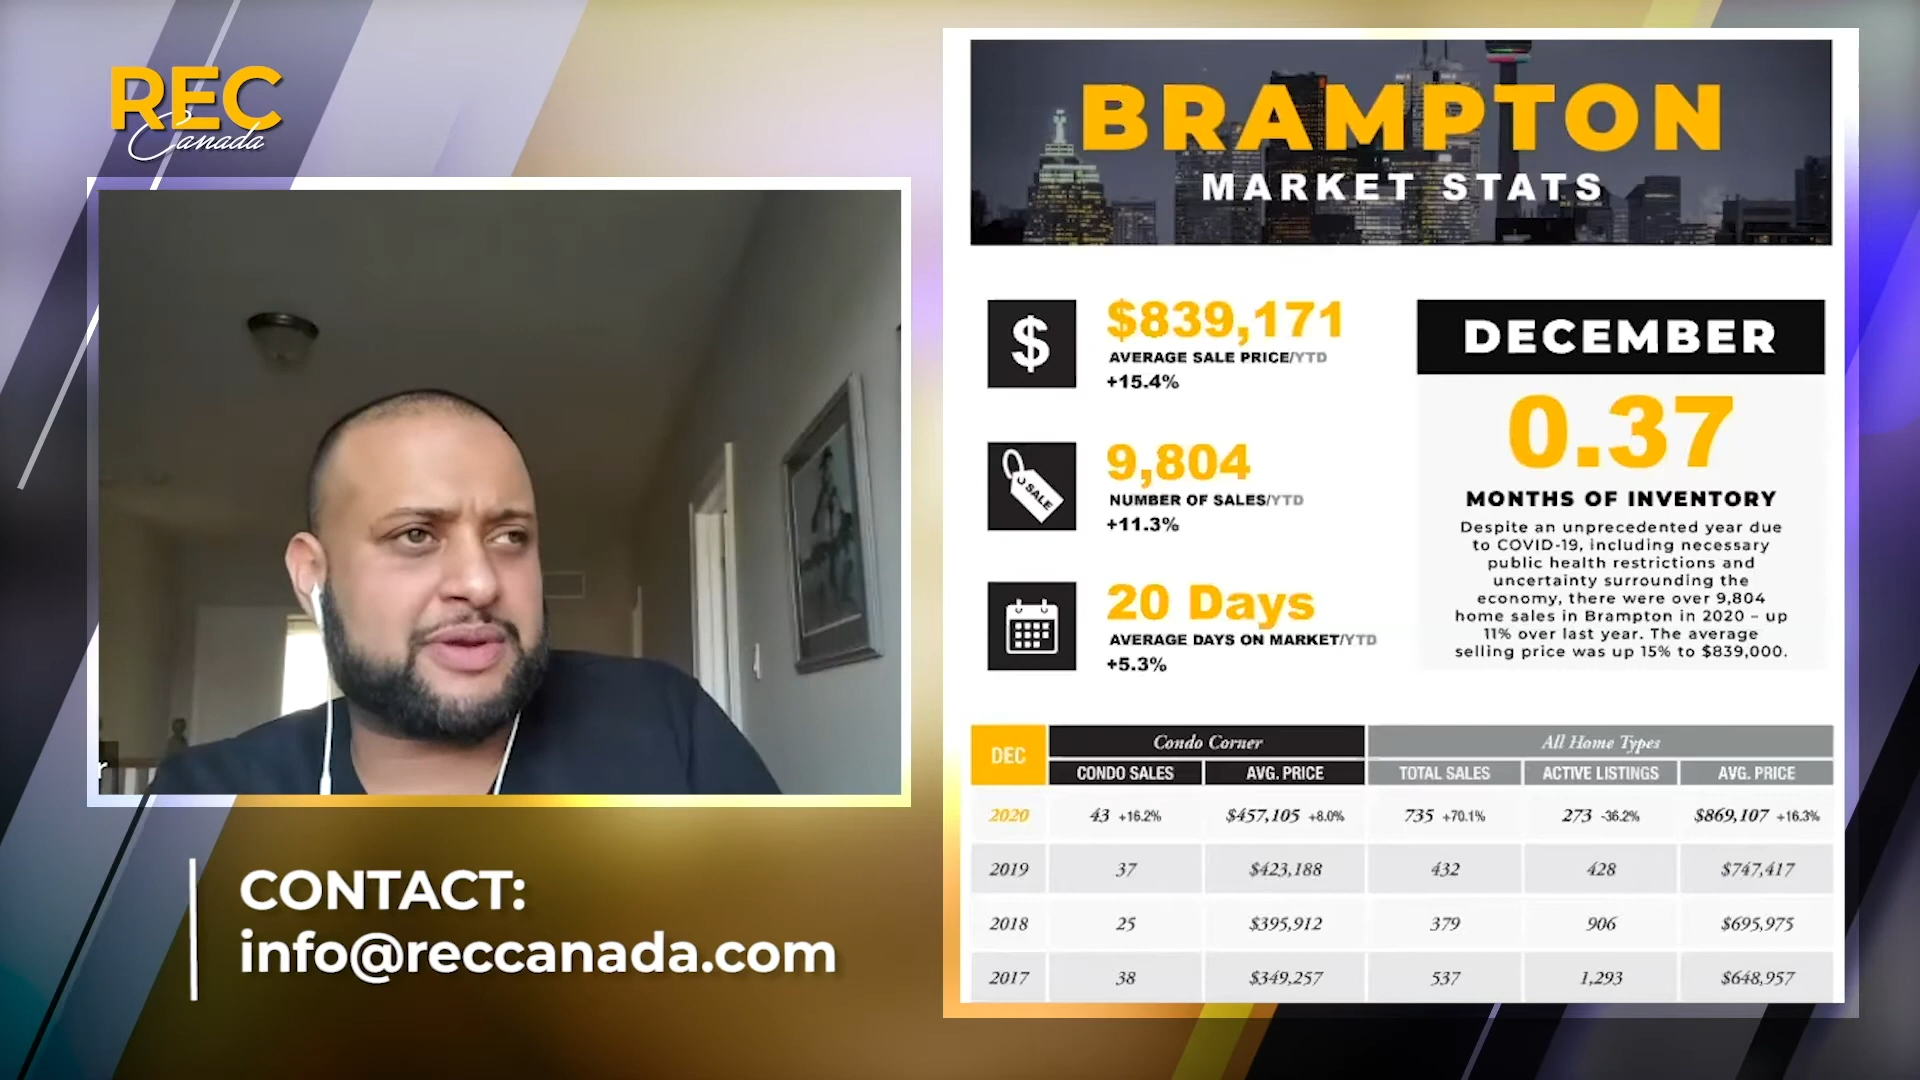 REC
Canada
CONTACT:
info@reccanada.com
BRAMPTON
MARKET STATS
$
$839,171
AVERAGE SALE PRICE/YTD
+15.4%
SALE
9,804
NUMBER OF SALES/YTD
+11.3%
20 Days
AVERAGE DAYS ON MARKET/YTD
+5.3%
DECEMBER
0.37
MONTHS OF INVENTORY
Despite an unprecedented year due
to COVID-19, including necessary
public health restrictions and
uncertainty surrounding the
economy, there were over 9,804
home sales in Brampton in 2020 – up
11% over last year. The average
selling price was up 15% to $839,000.
DEC Condo Corner All Home Types
CONDO SALES AVG. PRICE TOTAL SALES ACTIVE LISTINGS AVG. PRICE
2020 43 +16.2% $457,105 +8.0% 735 +70.1% 273 -36.2% $869,107 +16.3%
2019 37 $423,188 432 428 $747,417
2018 25 $395,912 379 906 $695,975
2017 38 $349,257 537 1,293 $648,957